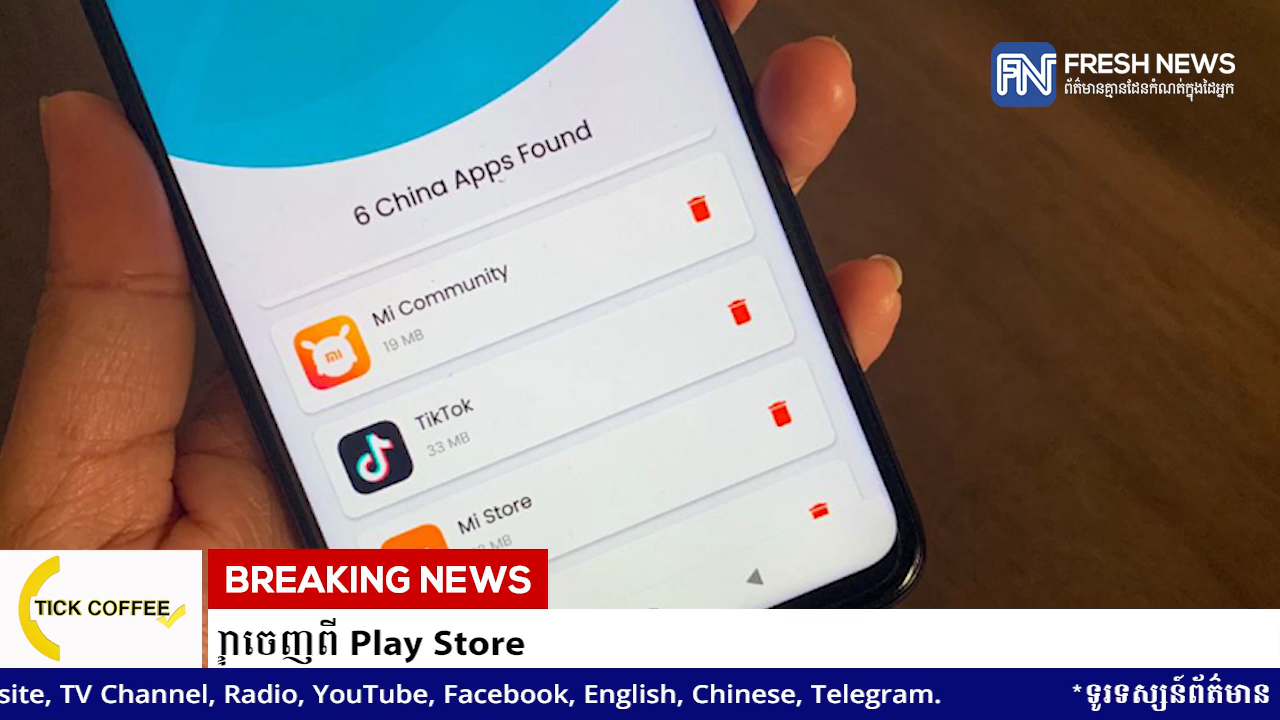 FRESH NEWS
ព័ត៌មានគ្មានដែនកំណត់ក្នុងដៃអ្នក
6 China Apps Found
Mi Community
19 MB
TikTok
33 MB
Mi Store
MB
mi
TICK COFFEE
BREAKING NEWS
ចេញពី Play Store
site, TV Channel, Radio, YouTube, Facebook, English, Chinese, Telegram.
*ទូរទស្សន៍ព័ត៌មាន